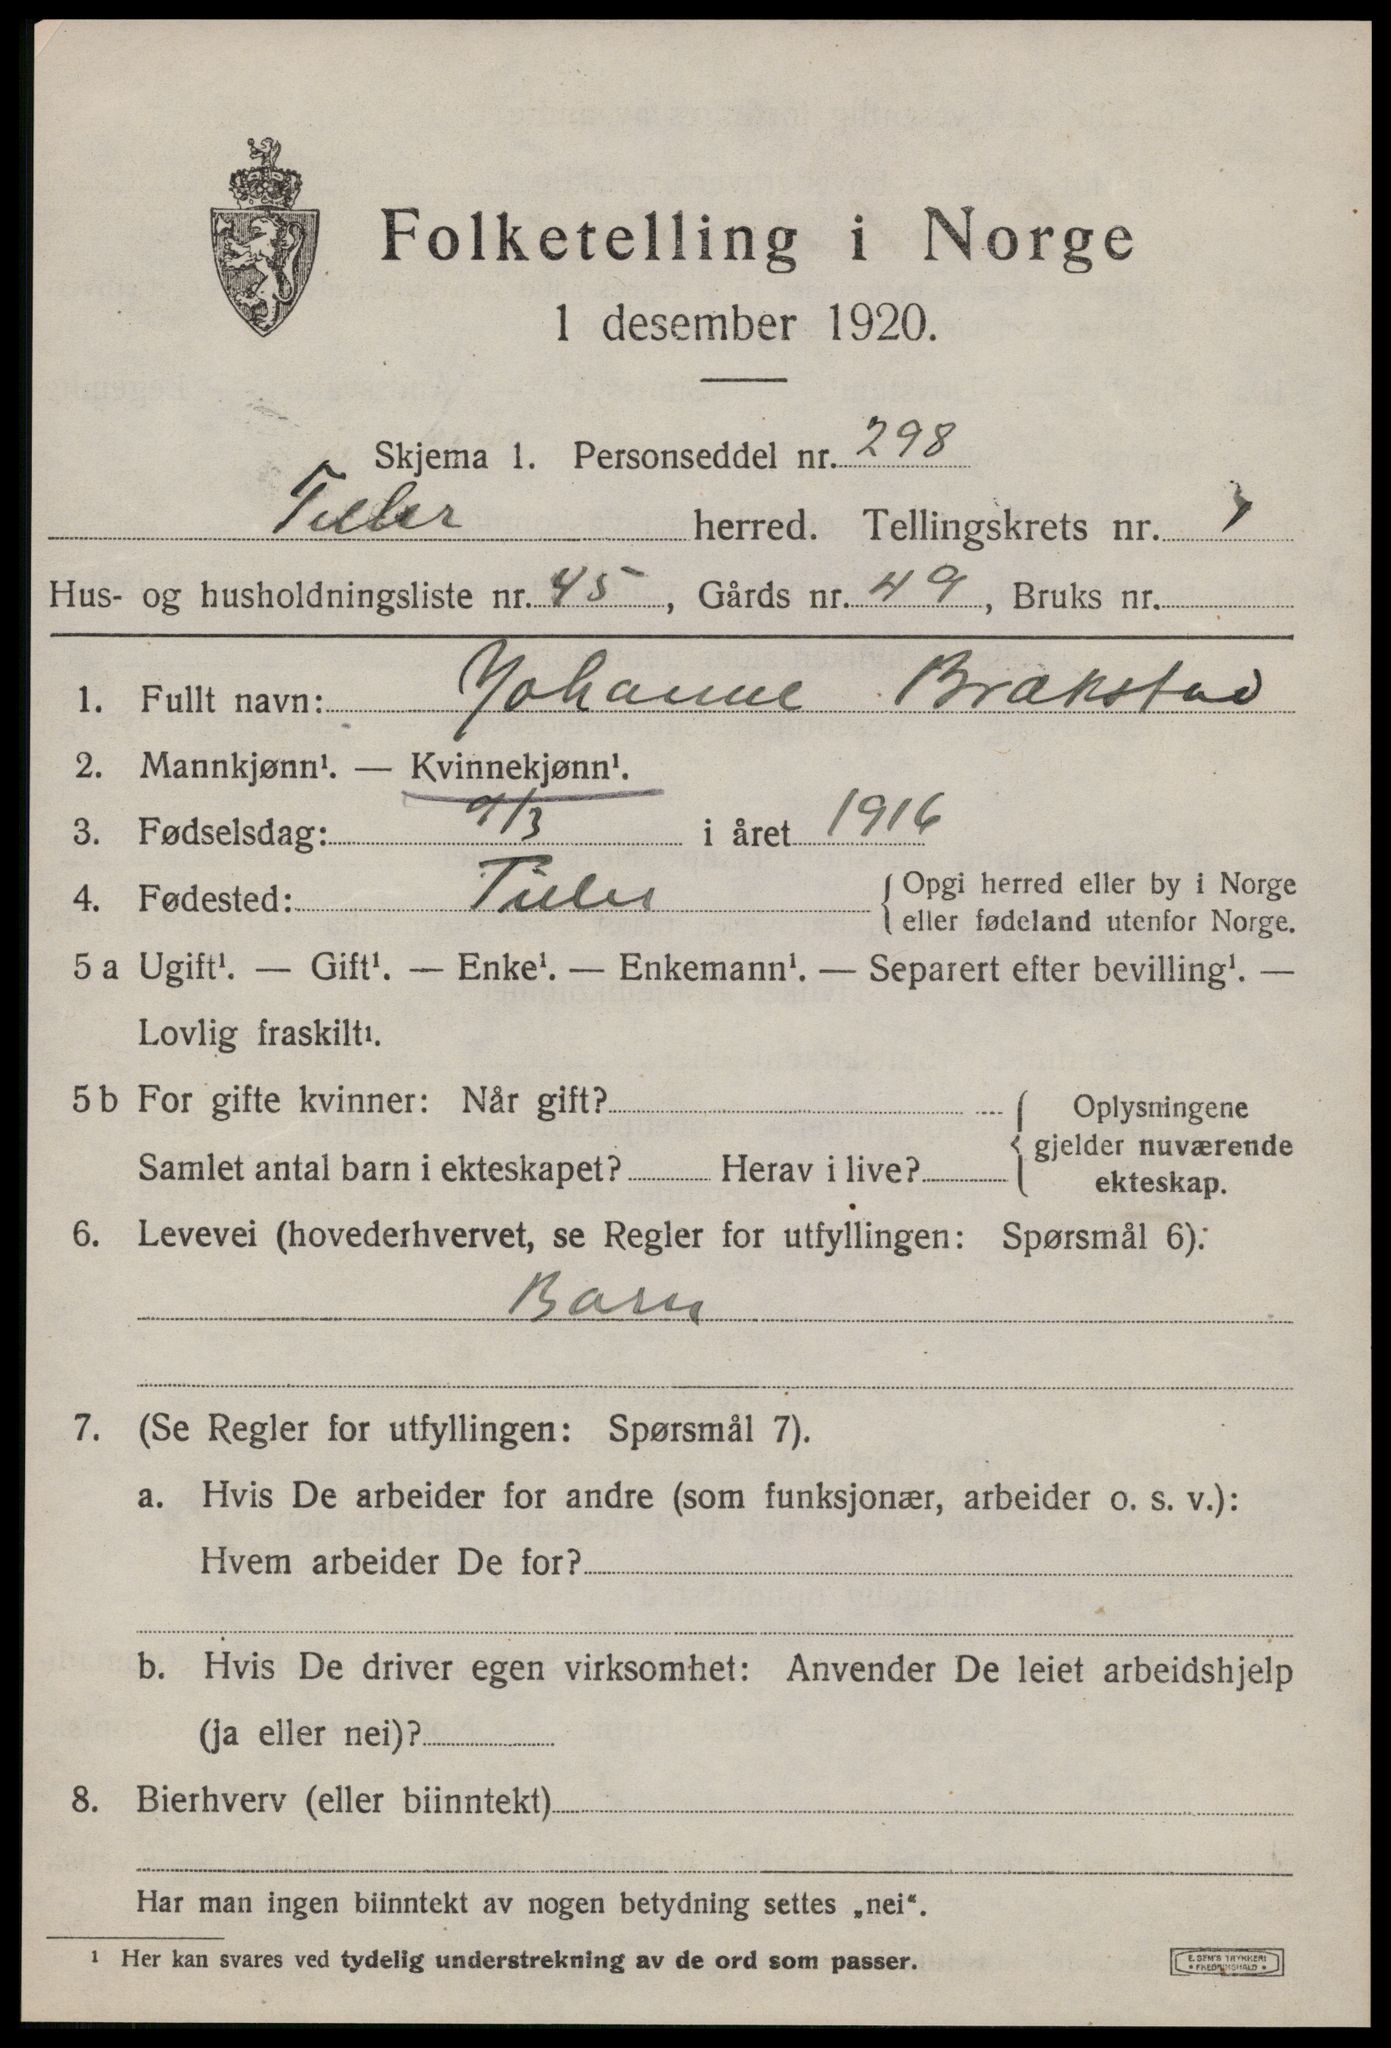 Folketelling i Norge
1 desember 1920.
Skjema 1. Personseddel nr. 298
Tiller herred. Tellingskrets nr.
Hus- og husholdningsliste nr. 45, Gårds nr. 49, Bruks nr.
1. Fullt navn: Johanne Brækstad
2. Mannkjønn¹. — Kvinnekjønn¹.
3. Fødselsdag: 9/3 i året 1916
4. Fødested: Tiller { Opgi herred eller by i Norge
eller fødeland utenfor Norge.
5 a Ugift¹. — Gift¹. — Enke¹. — Enkemann¹. — Separert efter bevilling¹. —
Lovlig fraskilt¹.
5 b For gifte kvinner: Når gift? { Oplysningene
gjelder nuværende
Samlet antal barn i ekteskapet? Herav i live? ekteskap.
6. Levevei (hovederhvervet, se Regler for utfyllingen: Spørsmål 6):
Barn
7. (Se Regler for utfyllingen: Spørsmål 7).
a. Hvis De arbeider for andre (som funksjonær, arbeider o. s. v.):
Hvem arbeider De for?
b. Hvis De driver egen virksomhet: Anvender De leiet arbeidshjelp
(ja eller nei)?
8. Bierhverv (eller biinntekt)
Har man ingen biinntekt av nogen betydning settes „nei“.
¹ Her kan svares ved tydelig understrekning av de ord som passer.
E. SEM'S TRYKKERI
• FREDRIKSHALD •